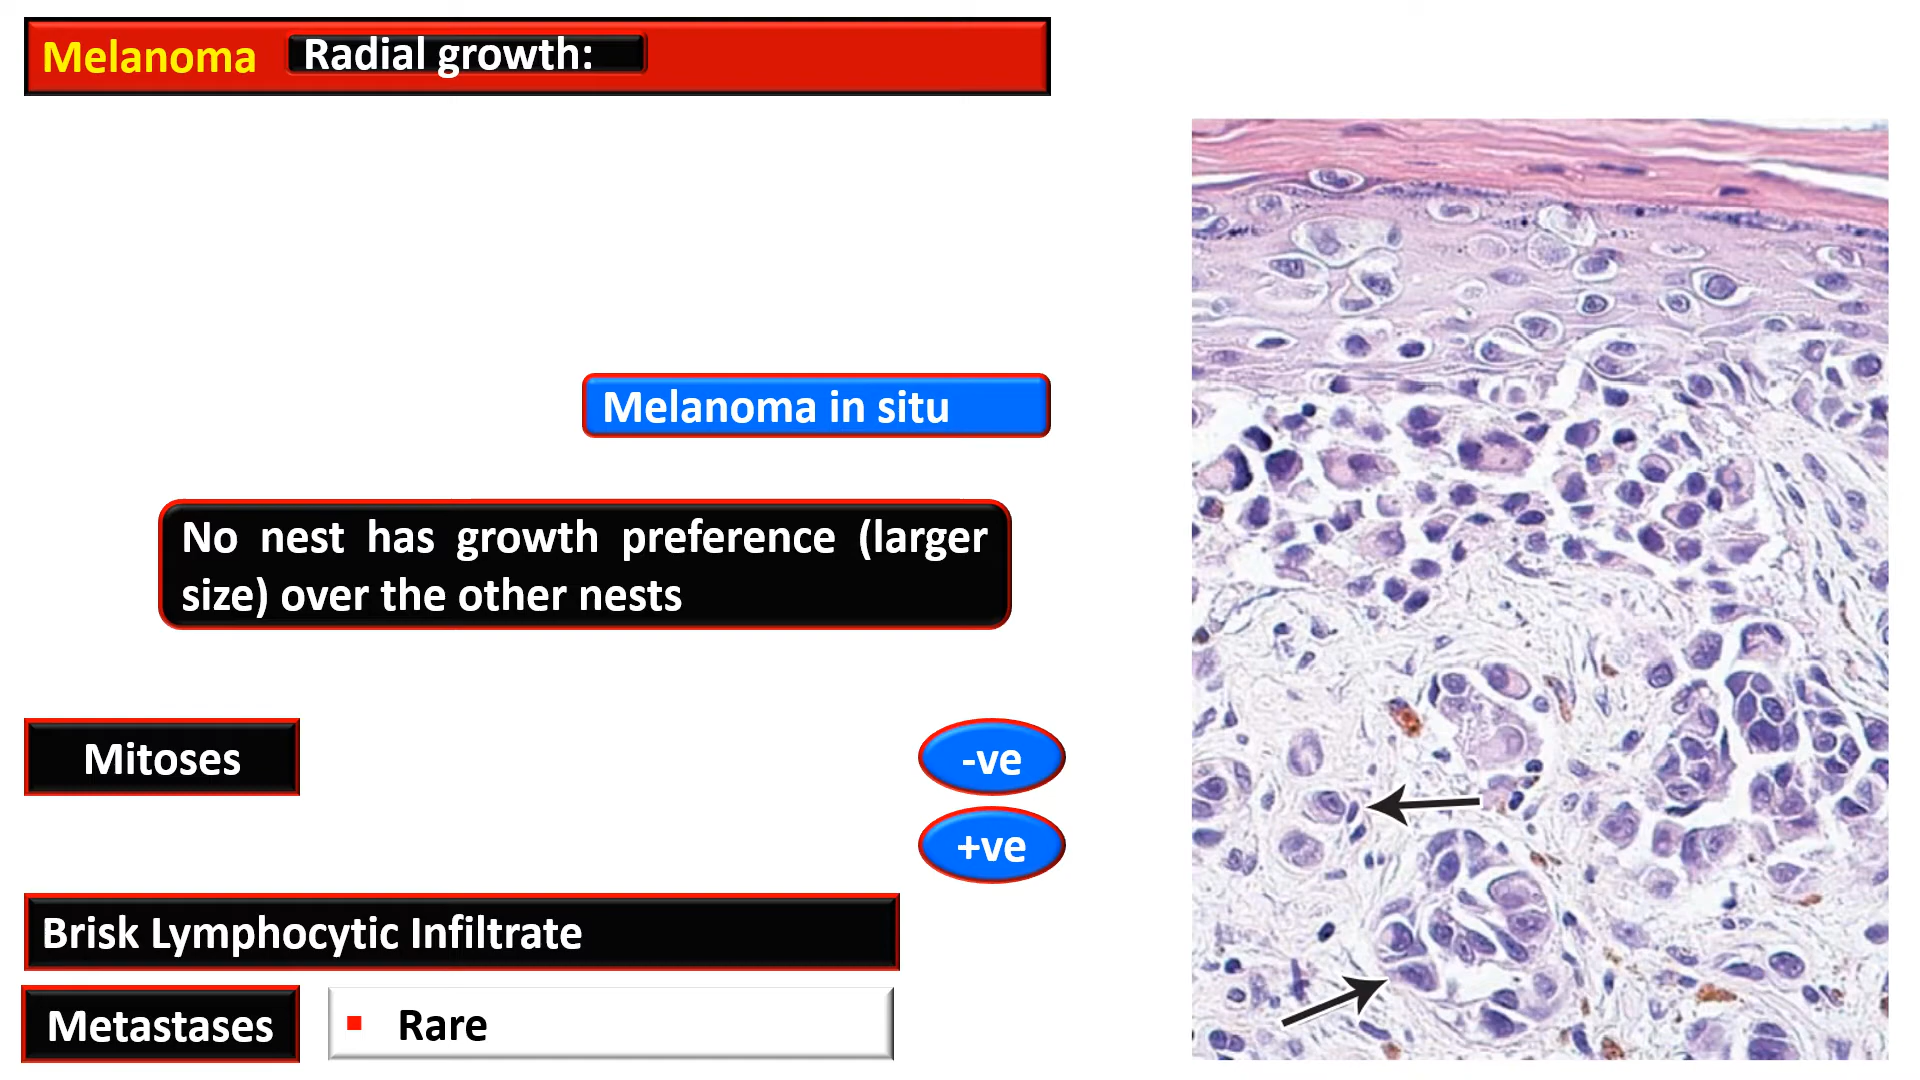 Melanoma Radial growth:
Melanoma in situ
No nest has growth preference (larger
size) over the other nests
Mitoses -ve
+ve
Brisk Lymphocytic Infiltrate
Metastases ▪ Rare